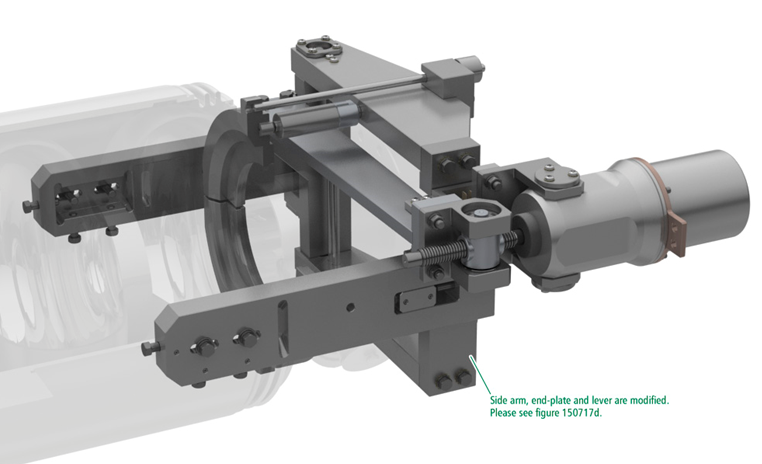 Side arm, end-plate and lever are modified.
Please see figure 150717d.